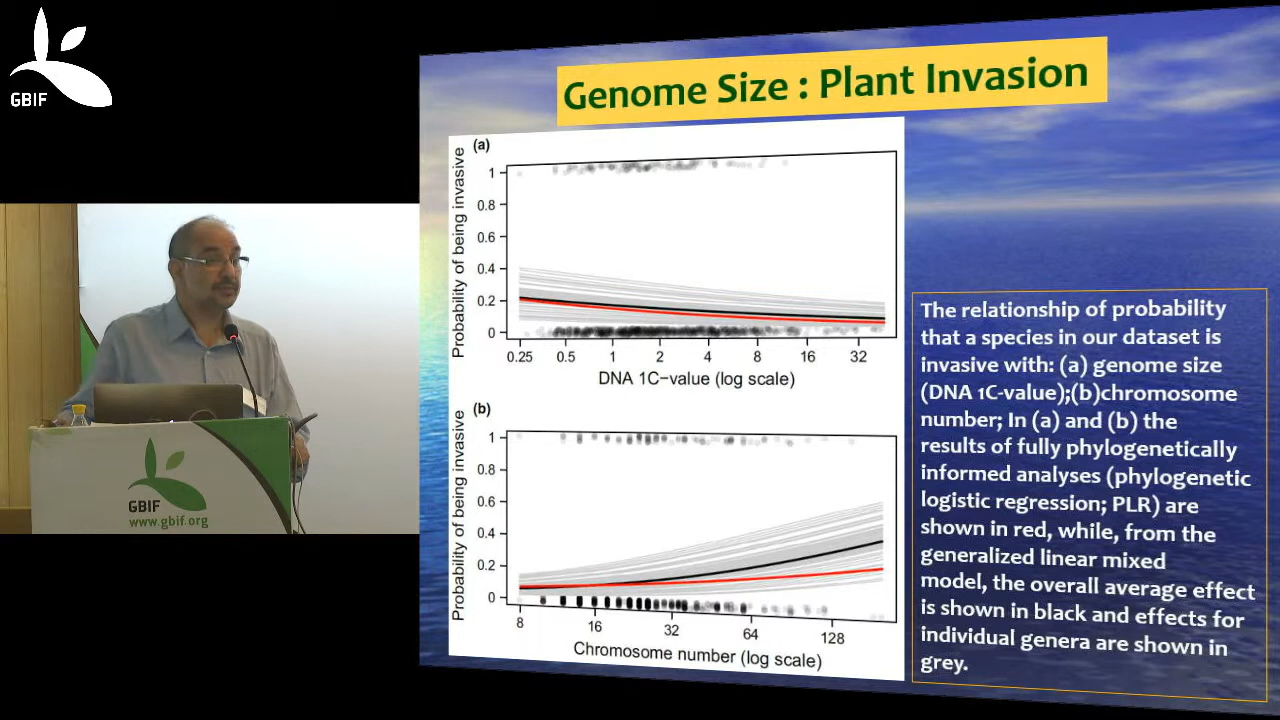 GBIF
Genome Size : Plant Invasion
(a)
Probability of being invasive
1
0.8
0.6
0.4
0.2
0
0.25 0.5 1 2 4 8 16 32
DNA 1C−value (log scale)
(b)
Probability of being invasive
1
0.8
0.6
0.4
0.2
0
8 16 32 64 128
Chromosome number (log scale)
The relationship of probability
that a species in our dataset is
invasive with: (a) genome size
(DNA 1C-value);(b)chromosome
number; In (a) and (b) the
results of fully phylogenetically
informed analyses (phylogenetic
logistic regression; PLR) are
shown in red, while, from the
generalized linear mixed
model, the overall average effect
is shown in black and effects for
individual genera are shown in
grey.
GBIF
www.gbif.org